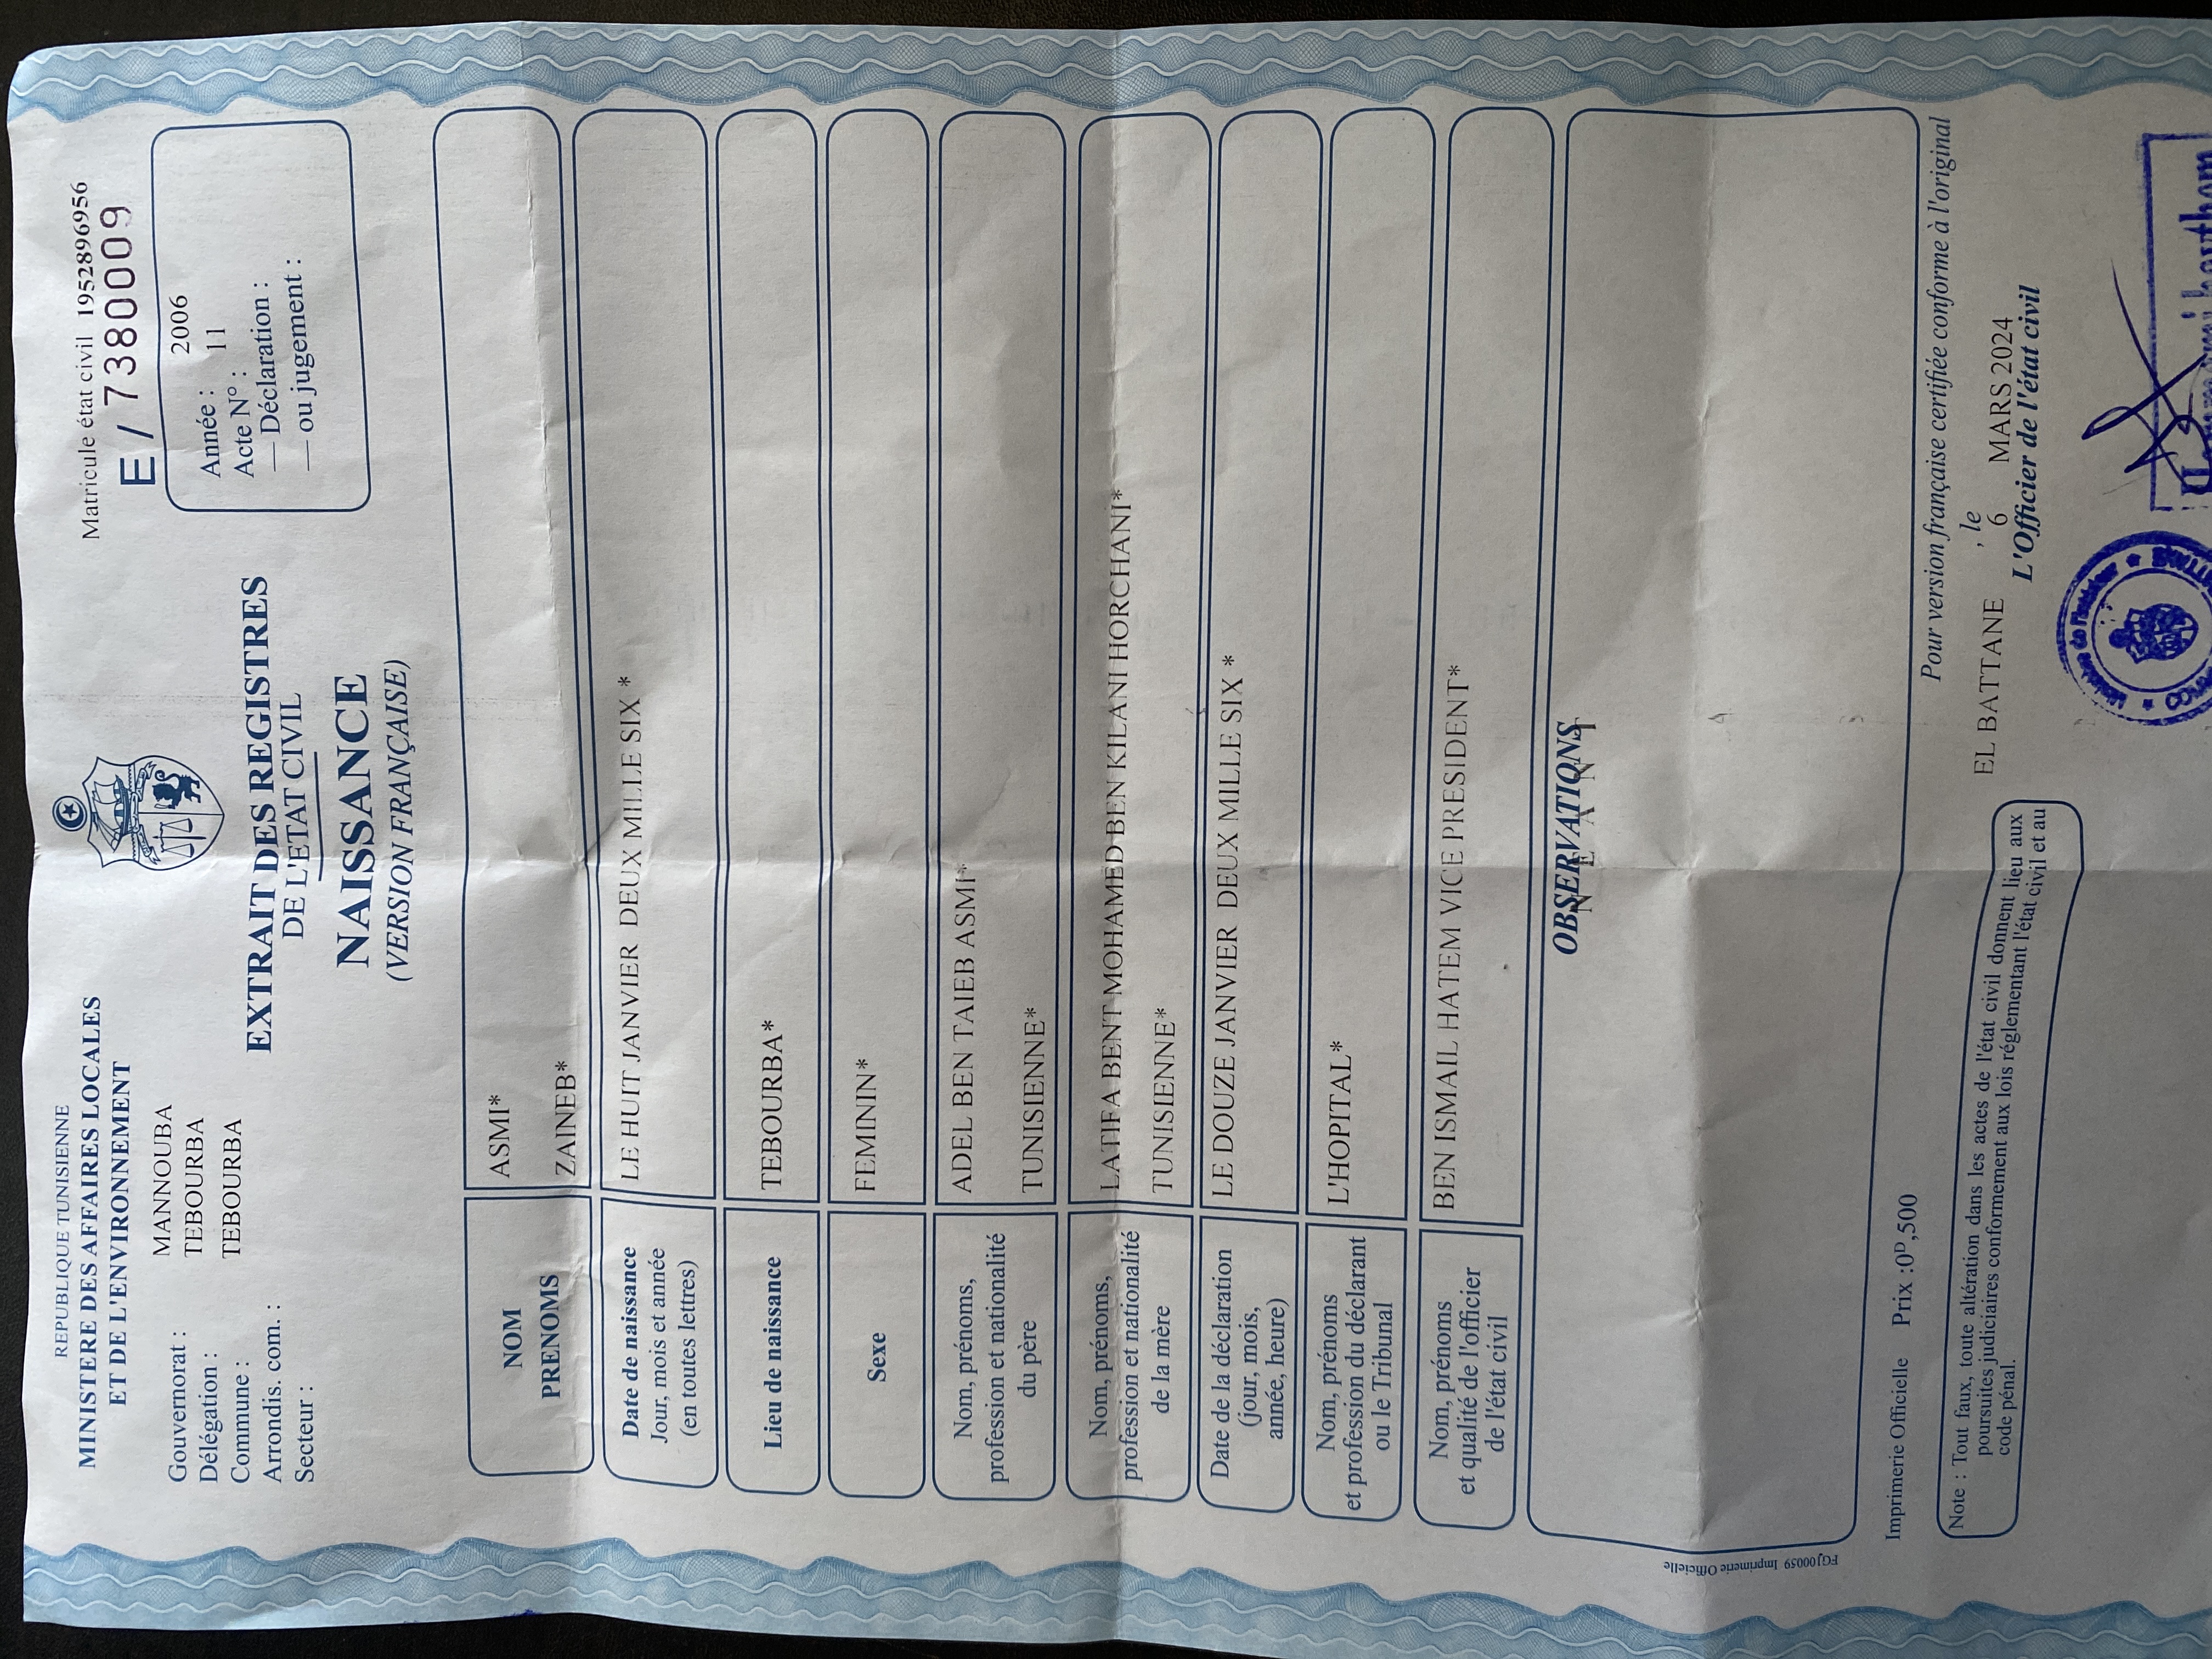 REPUBLIQUE TUNISIENNE
MINISTERE DES AFFAIRES LOCALES
ET DE L'ENVIRONNEMENT
Gouvernorat : MANNOUBA
Délégation : TEBOURBA
Commune : TEBOURBA
Arrondis. com. :
Secteur :
Matricule état civil 19528969​56
E / 7380009
Année : 2006
Acte N° : 11
— Déclaration :
— ou jugement :
EXTRAIT DES REGISTRES
DE L'ETAT CIVIL
NAISSANCE
(VERSION FRANÇAISE)
NOM ASMI*
PRENOMS ZAINEB*
Date de naissance
Jour, mois et année
(en toutes lettres)
LE HUIT JANVIER DEUX MILLE SIX *
Lieu de naissance TEBOURBA*
Sexe FEMININ*
Nom, prénoms,
profession et nationalité
du père
ADEL BEN TAIEB ASMI*
TUNISIENNE*
Nom, prénoms,
profession et nationalité
de la mère
LATIFA BENT MOHAMED BEN KILANI HORCHANI*
TUNISIENNE*
Date de la déclaration
(jour, mois,
année, heure)
LE DOUZE JANVIER DEUX MILLE SIX *
Nom, prénoms
et profession du déclarant
ou le Tribunal
L'HOPITAL*
Nom, prénoms
et qualité de l'officier
de l'état civil
BEN ISMAIL HATEM VICE PRESIDENT*
OBSERVATIONS
N E A N T
FGJ00059 Imprimerie Officielle
Imprimerie Officielle Prix :0ᴰ,500
Pour version française certifiée conforme à l'original
EL BATTANE , le 6 MARS 2024
L'Officier de l'état civil
Note : Tout faux, toute altération dans les actes de l'état civil donnent lieu aux
poursuites judiciaires conformement aux lois réglementant l'état civil et au
code pénal.